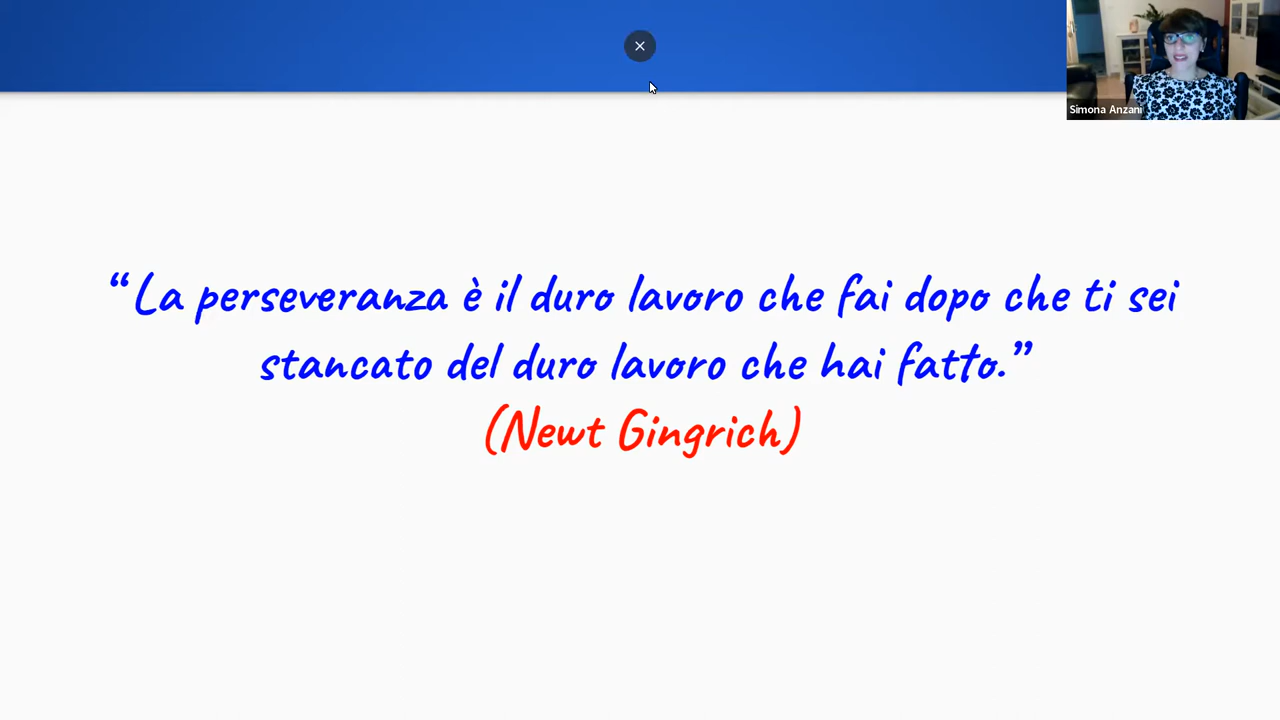 Simona Anzani
“La perseveranza è il duro lavoro che fai dopo che ti sei
stancato del duro lavoro che hai fatto.”
(Newt Gingrich)